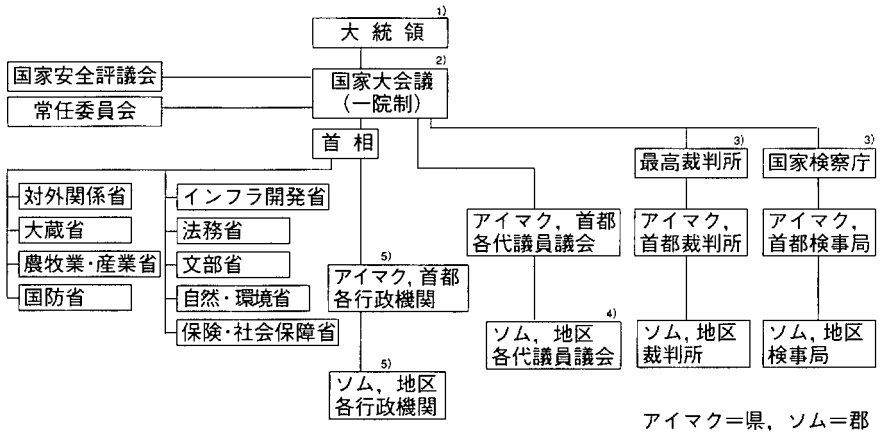 1)
大 統 領
国家安全評議会
2)
国家大会議
(一院制)
常任委員会
首 相
3)
最高裁判所
3)
国家検察庁
対外関係省
インフラ開発省
大蔵省
法務省
農牧業・産業省
文部省
国防省
自然・環境省
保険・社会保障省
5)
アイマク, 首都
各行政機関
5)
ソム, 地区
各行政機関
アイマク, 首都
各代議員議会
4)
ソム, 地区
各代議員議会
アイマク,
首都裁判所
ソム, 地区
裁判所
アイマク,
首都検事局
ソム, 地区
検事局
アイマク=県, ソム=郡